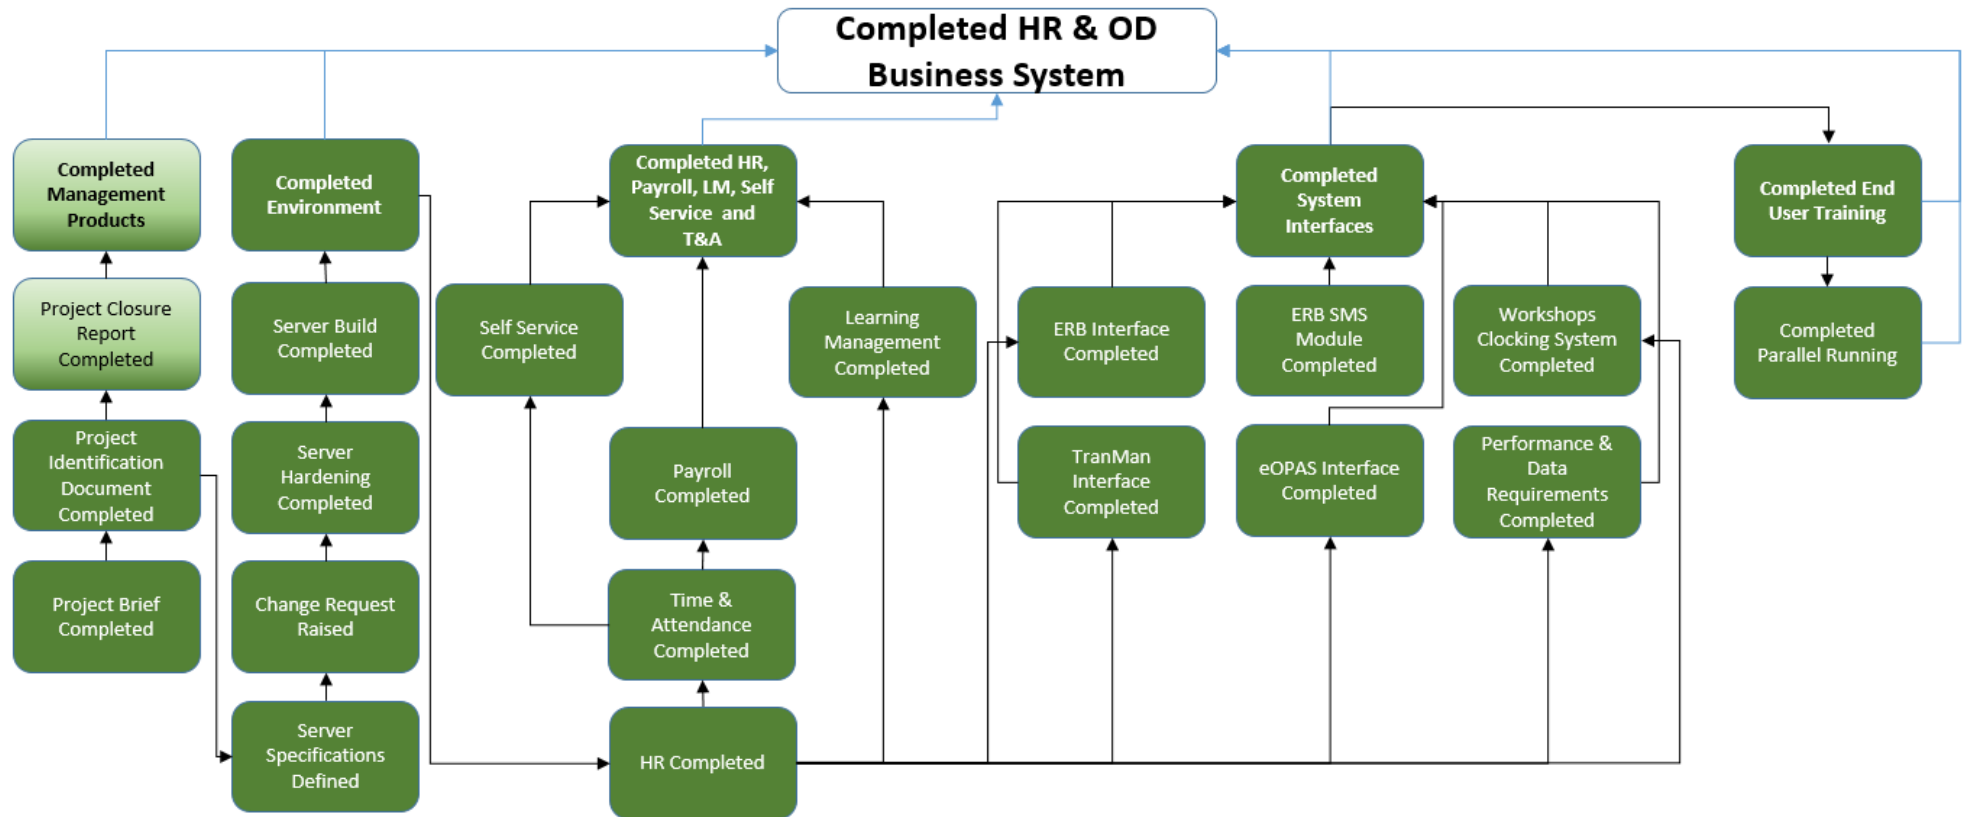 Completed HR & OD
Business System
Completed
Management
Products
Completed
Environment
Completed HR,
Payroll, LM, Self
Service and
T&A
Completed
System
Interfaces
Completed End
User Training
Project Closure
Report
Completed
Server Build
Completed
Self Service
Completed
Learning
Management
Completed
ERB Interface
Completed
ERB SMS
Module
Completed
Workshops
Clocking System
Completed
Completed
Parallel Running
Project
Identification
Document
Completed
Server
Hardening
Completed
Payroll
Completed
TranMan
Interface
Completed
eOPAS Interface
Completed
Performance &
Data
Requirements
Completed
Project Brief
Completed
Change Request
Raised
Time &
Attendance
Completed
Server
Specifications
Defined
HR Completed